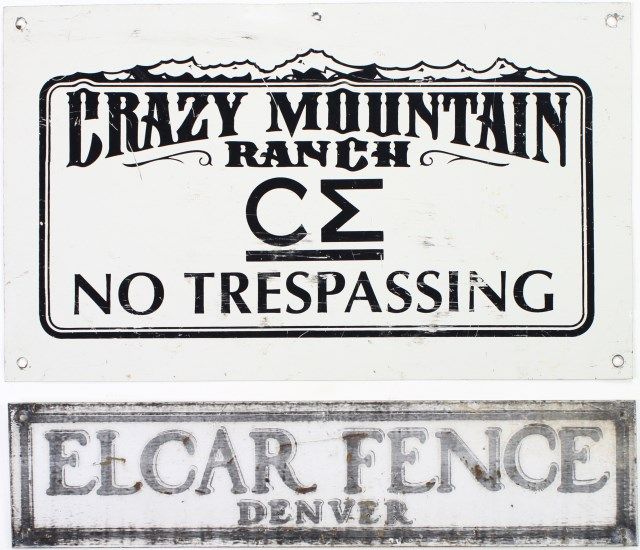 CRAZY MOUNTAIN
RANCH
CΣ
NO TRESPASSING
ELCAR FENCE
DENVER